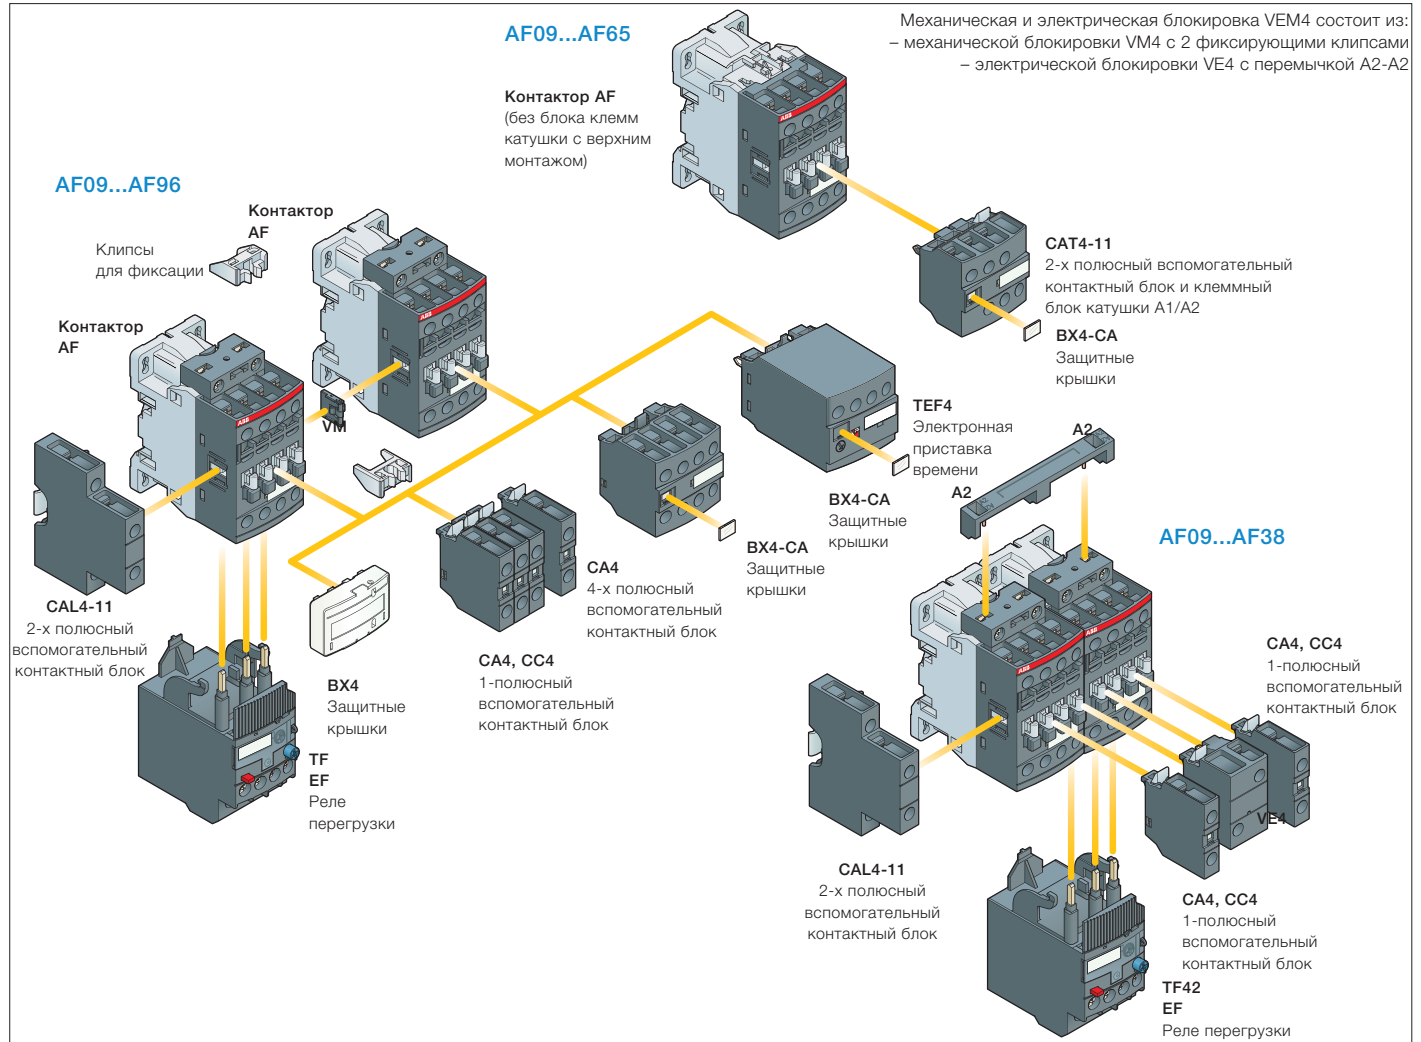 AF09...AF65
Механическая и электрическая блокировка VEM4 состоит из:
– механической блокировки VM4 с 2 фиксирующими клипсами
– электрической блокировки VE4 с перемычкой A2-A2
Контактор AF
(без блока клемм
катушки с верхним
монтажом)
ABB
AF09...AF96
Контактор
AF
Клипсы
для фиксации
ABB
Контактор
AF
ABB
VM
CAT4-11
2-х полюсный вспомогательный
контактный блок и клеммный
блок катушки A1/A2
BX4-CA
Защитные
крышки
TEF4
Электронная
приставка
времени
BX4-CA
Защитные
крышки
BX4-CA
Защитные
крышки
CA4
4-х полюсный
вспомогательный
контактный блок
CA4, CC4
1-полюсный
вспомогательный
контактный блок
BX4
Защитные
крышки
CAL4-11
2-х полюсный
вспомогательный
контактный блок
TF
EF
Реле
перегрузки
A2
A2
AF09...AF38
ABB
ABB
CA4, CC4
1-полюсный
вспомогательный
контактный блок
VE4
CAL4-11
2-х полюсный
вспомогательный
контактный блок
CA4, CC4
1-полюсный
вспомогательный
контактный блок
TF42
EF
Реле перегрузки